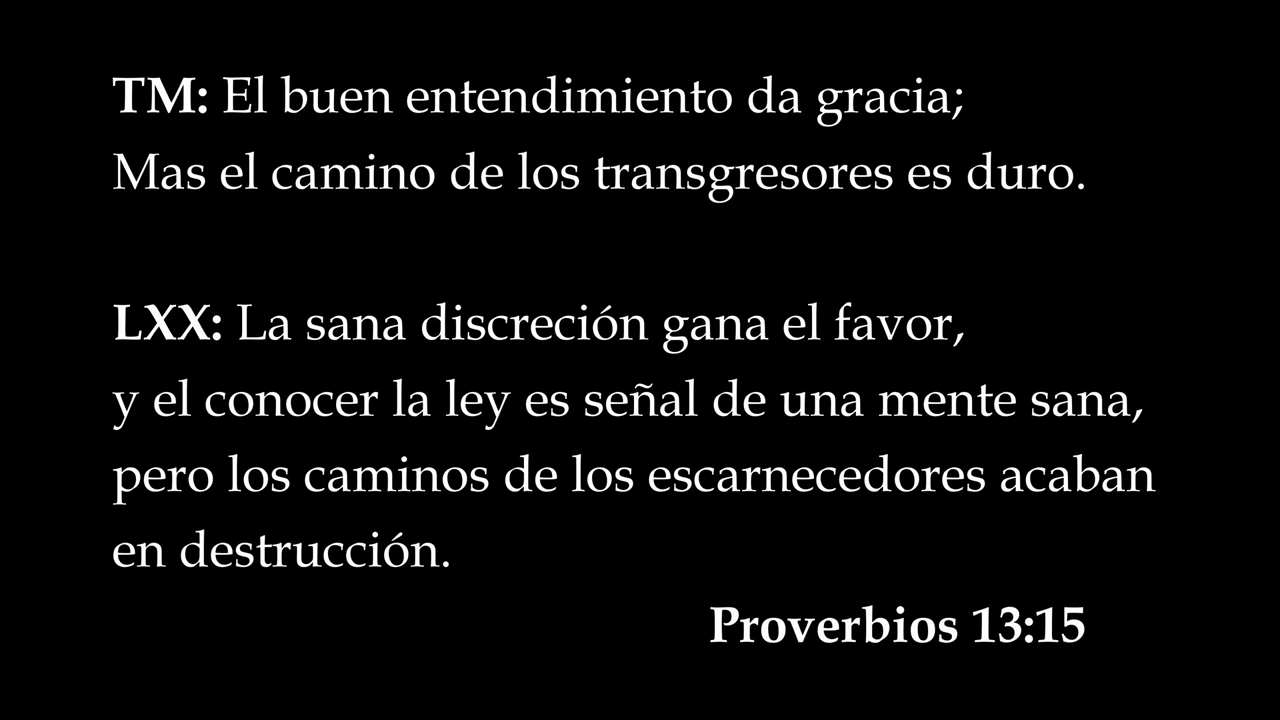 TM: El buen entendimiento da gracia;
Mas el camino de los transgresores es duro.
LXX: La sana discreción gana el favor,
y el conocer la ley es señal de una mente sana,
pero los caminos de los escarnecedores acaban
en destrucción.
Proverbios 13:15